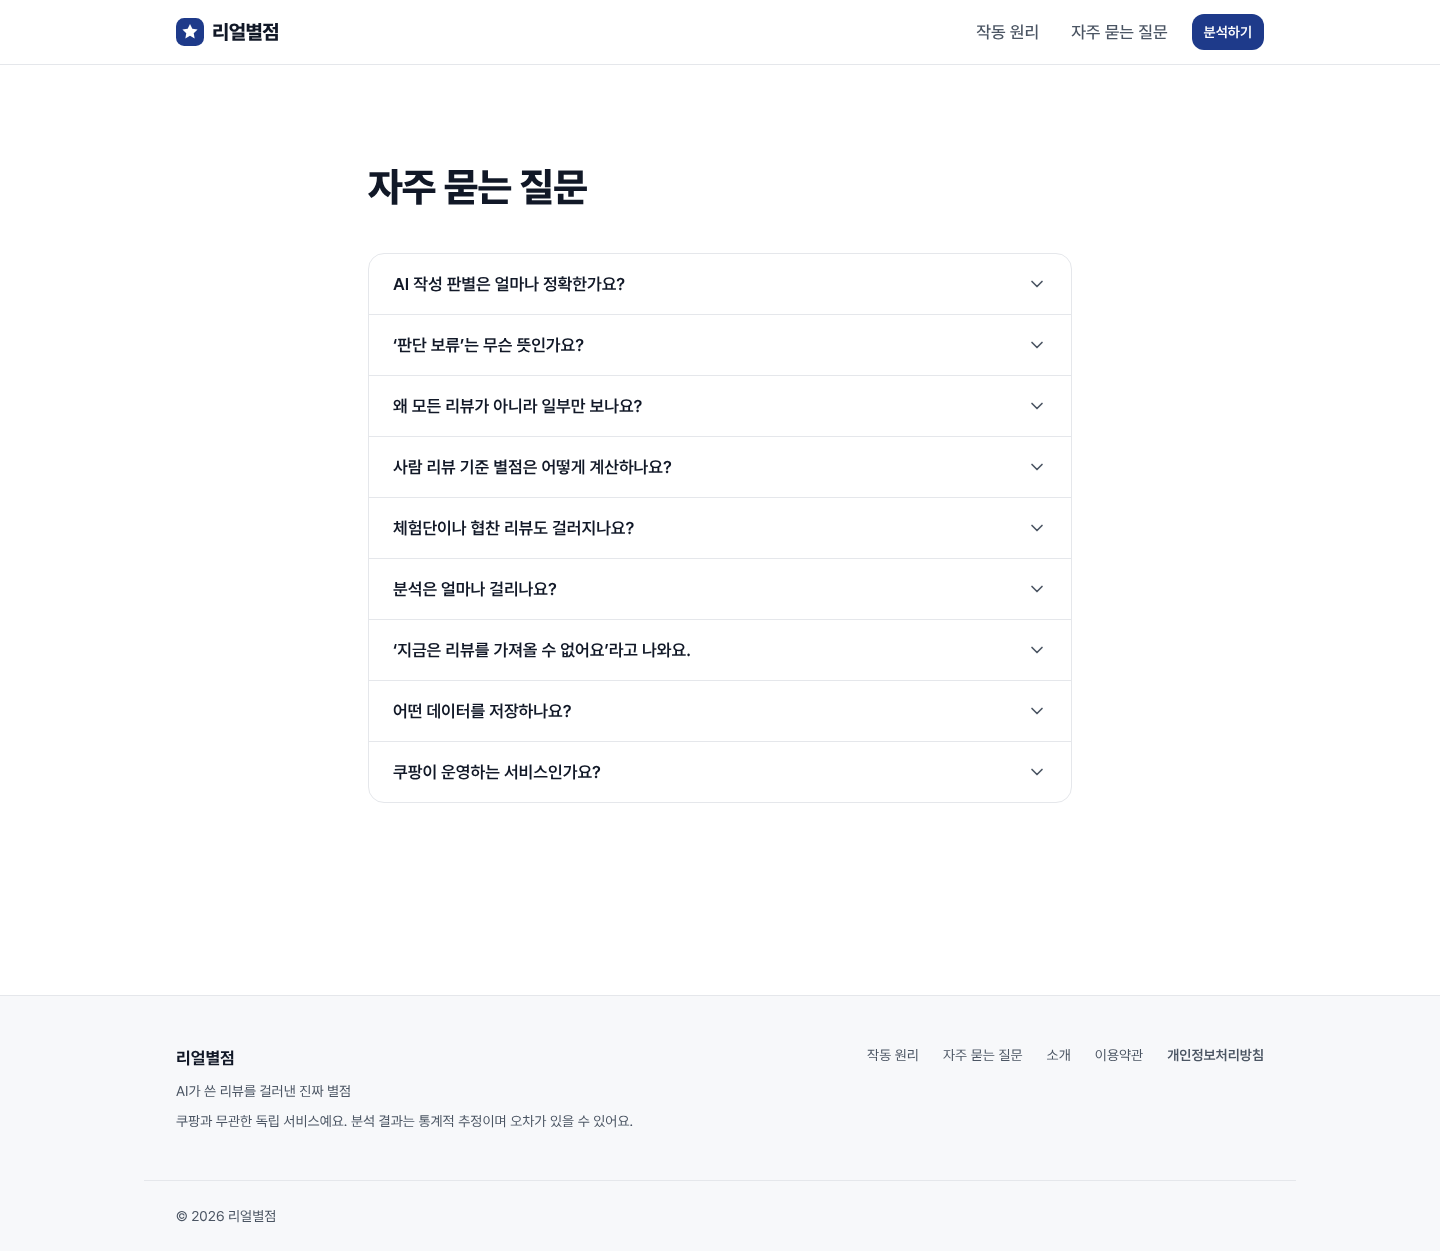 리얼별점
작동 원리
자주 묻는 질문
분석하기
자주 묻는 질문
AI 작성 판별은 얼마나 정확한가요?
‘판단 보류’는 무슨 뜻인가요?
왜 모든 리뷰가 아니라 일부만 보나요?
사람 리뷰 기준 별점은 어떻게 계산하나요?
체험단이나 협찬 리뷰도 걸러지나요?
분석은 얼마나 걸리나요?
‘지금은 리뷰를 가져올 수 없어요’라고 나와요.
어떤 데이터를 저장하나요?
쿠팡이 운영하는 서비스인가요?
리얼별점
AI가 쓴 리뷰를 걸러낸 진짜 별점
쿠팡과 무관한 독립 서비스예요. 분석 결과는 통계적 추정이며 오차가 있을 수 있어요.
작동 원리
자주 묻는 질문
소개
이용약관
개인정보처리방침
© 2026 리얼별점